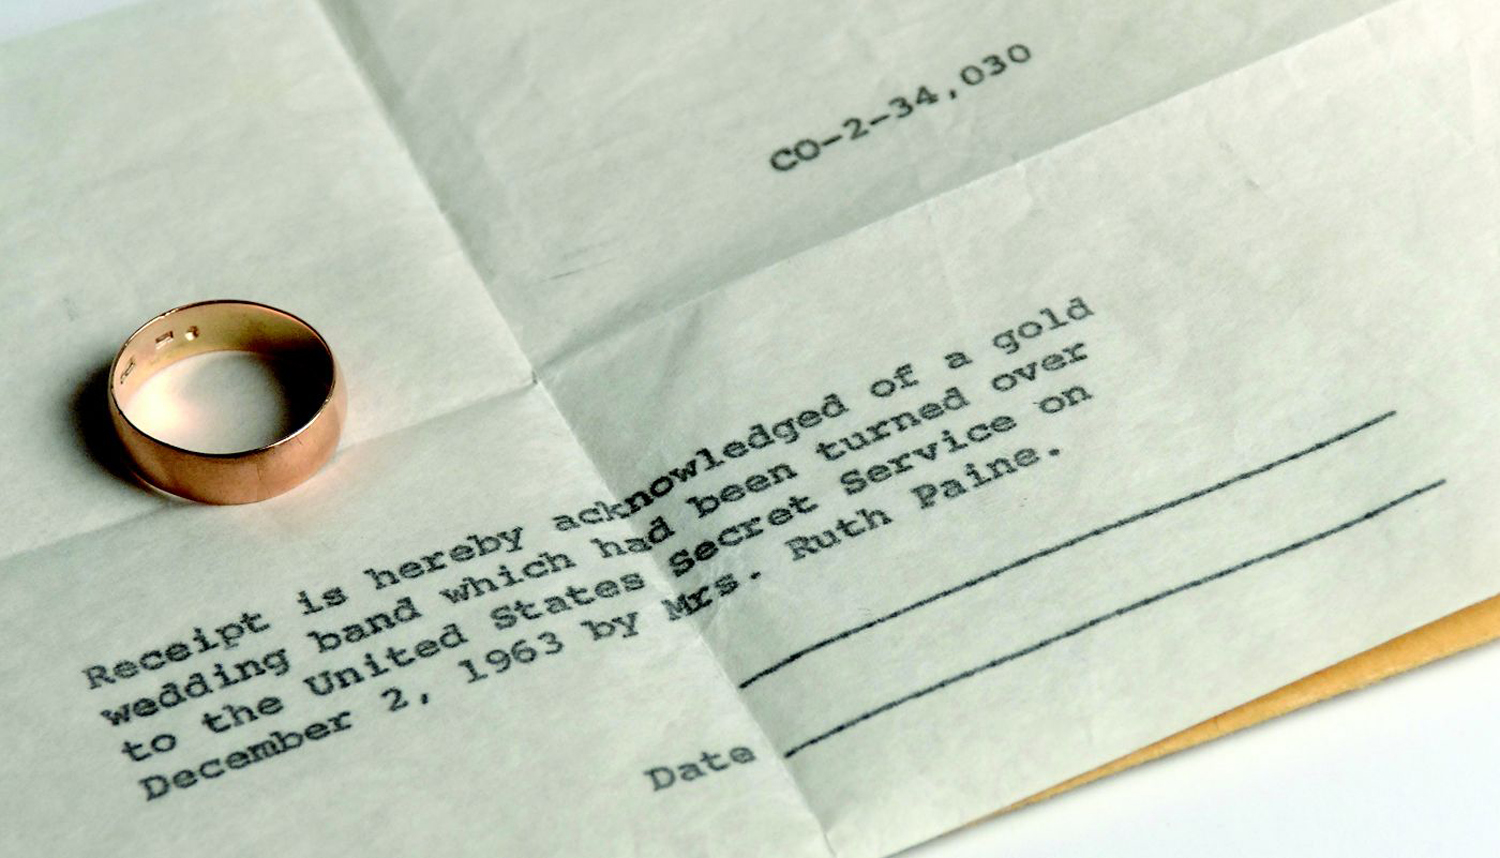 CO-2-34,030
Receipt is hereby acknowledged of a gold
wedding band which had been turned over
to the United States Secret Service on
December 2, 1963 by Mrs. Ruth Paine.
Date